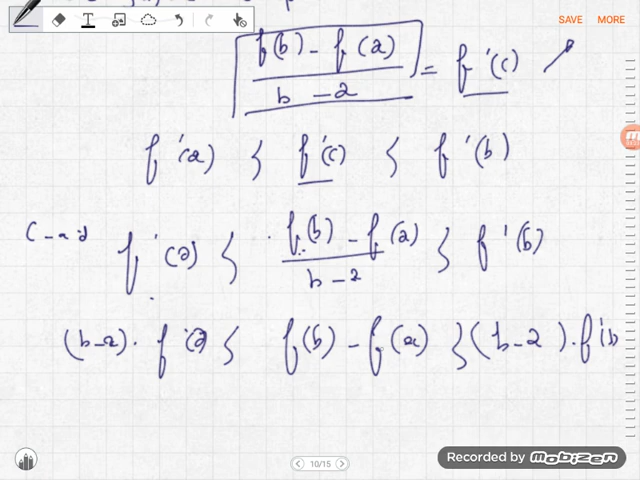 SAVE MORE
f(b) - f(a)
b - a
= f'(c)
f'(a) < f'(c) < f'(b)
C-à-d f'(a) < f(b) - f(a) < f'(b)
b - a
(b-a). f'(a) < f(b) - f(a) < (b-a). f'(b
10/15
Recorded by
MOBIZEN